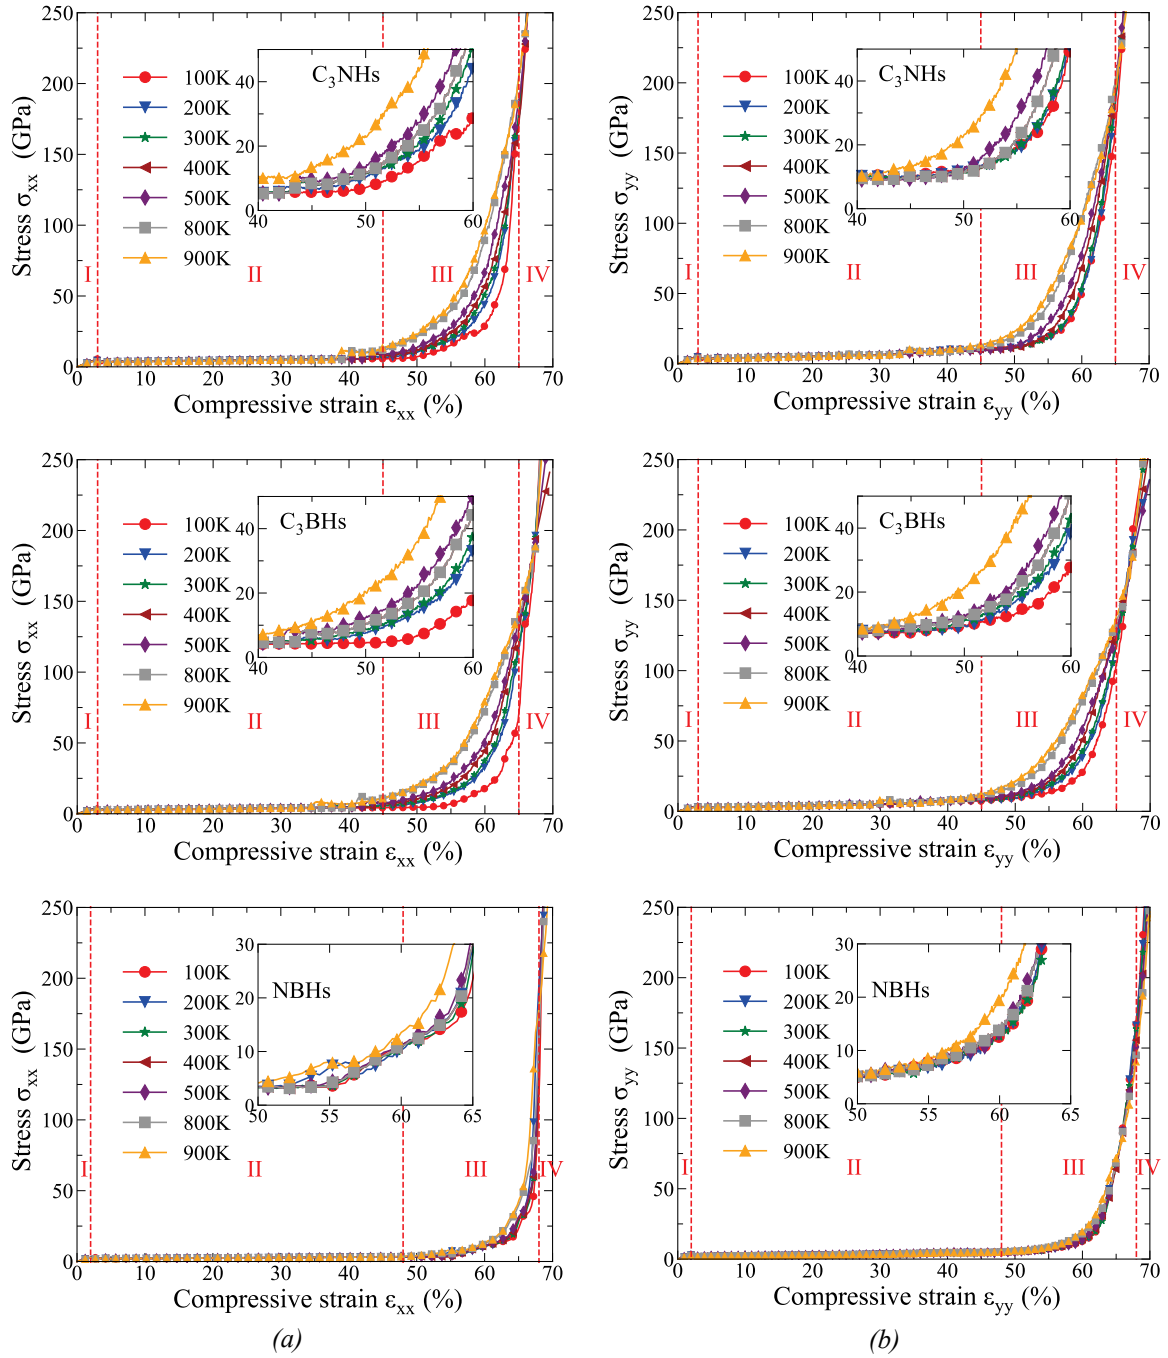 250
200
150
100
50
0
Stress σxx (GPa)
0 10 20 30 40 50 60 70
Compressive strain εxx (%)
100K
200K
300K
400K
500K
800K
900K
C3NHs
40
20
0
40 50 60
I II III IV
250
200
150
100
50
0
Stress σyy (GPa)
0 10 20 30 40 50 60 70
Compressive strain εyy (%)
100K
200K
300K
400K
500K
800K
900K
C3NHs
40
20
0
40 50 60
I II III IV
250
200
150
100
50
0
Stress σxx (GPa)
0 10 20 30 40 50 60 70
Compressive strain εxx (%)
100K
200K
300K
400K
500K
800K
900K
C3BHs
40
20
0
40 50 60
I II III IV
250
200
150
100
50
0
Stress σyy (GPa)
0 10 20 30 40 50 60 70
Compressive strain εyy (%)
100K
200K
300K
400K
500K
800K
900K
C3BHs
40
20
0
40 50 60
I II III IV
250
200
150
100
50
0
Stress σxx (GPa)
0 10 20 30 40 50 60 70
Compressive strain εxx (%)
100K
200K
300K
400K
500K
800K
900K
NBHs
30
20
10
0
50 55 60 65
I II III IV
(a)
250
200
150
100
50
0
Stress σyy (GPa)
0 10 20 30 40 50 60 70
Compressive strain εyy (%)
100K
200K
300K
400K
500K
800K
900K
NBHs
30
20
10
0
50 55 60 65
I II III IV
(b)